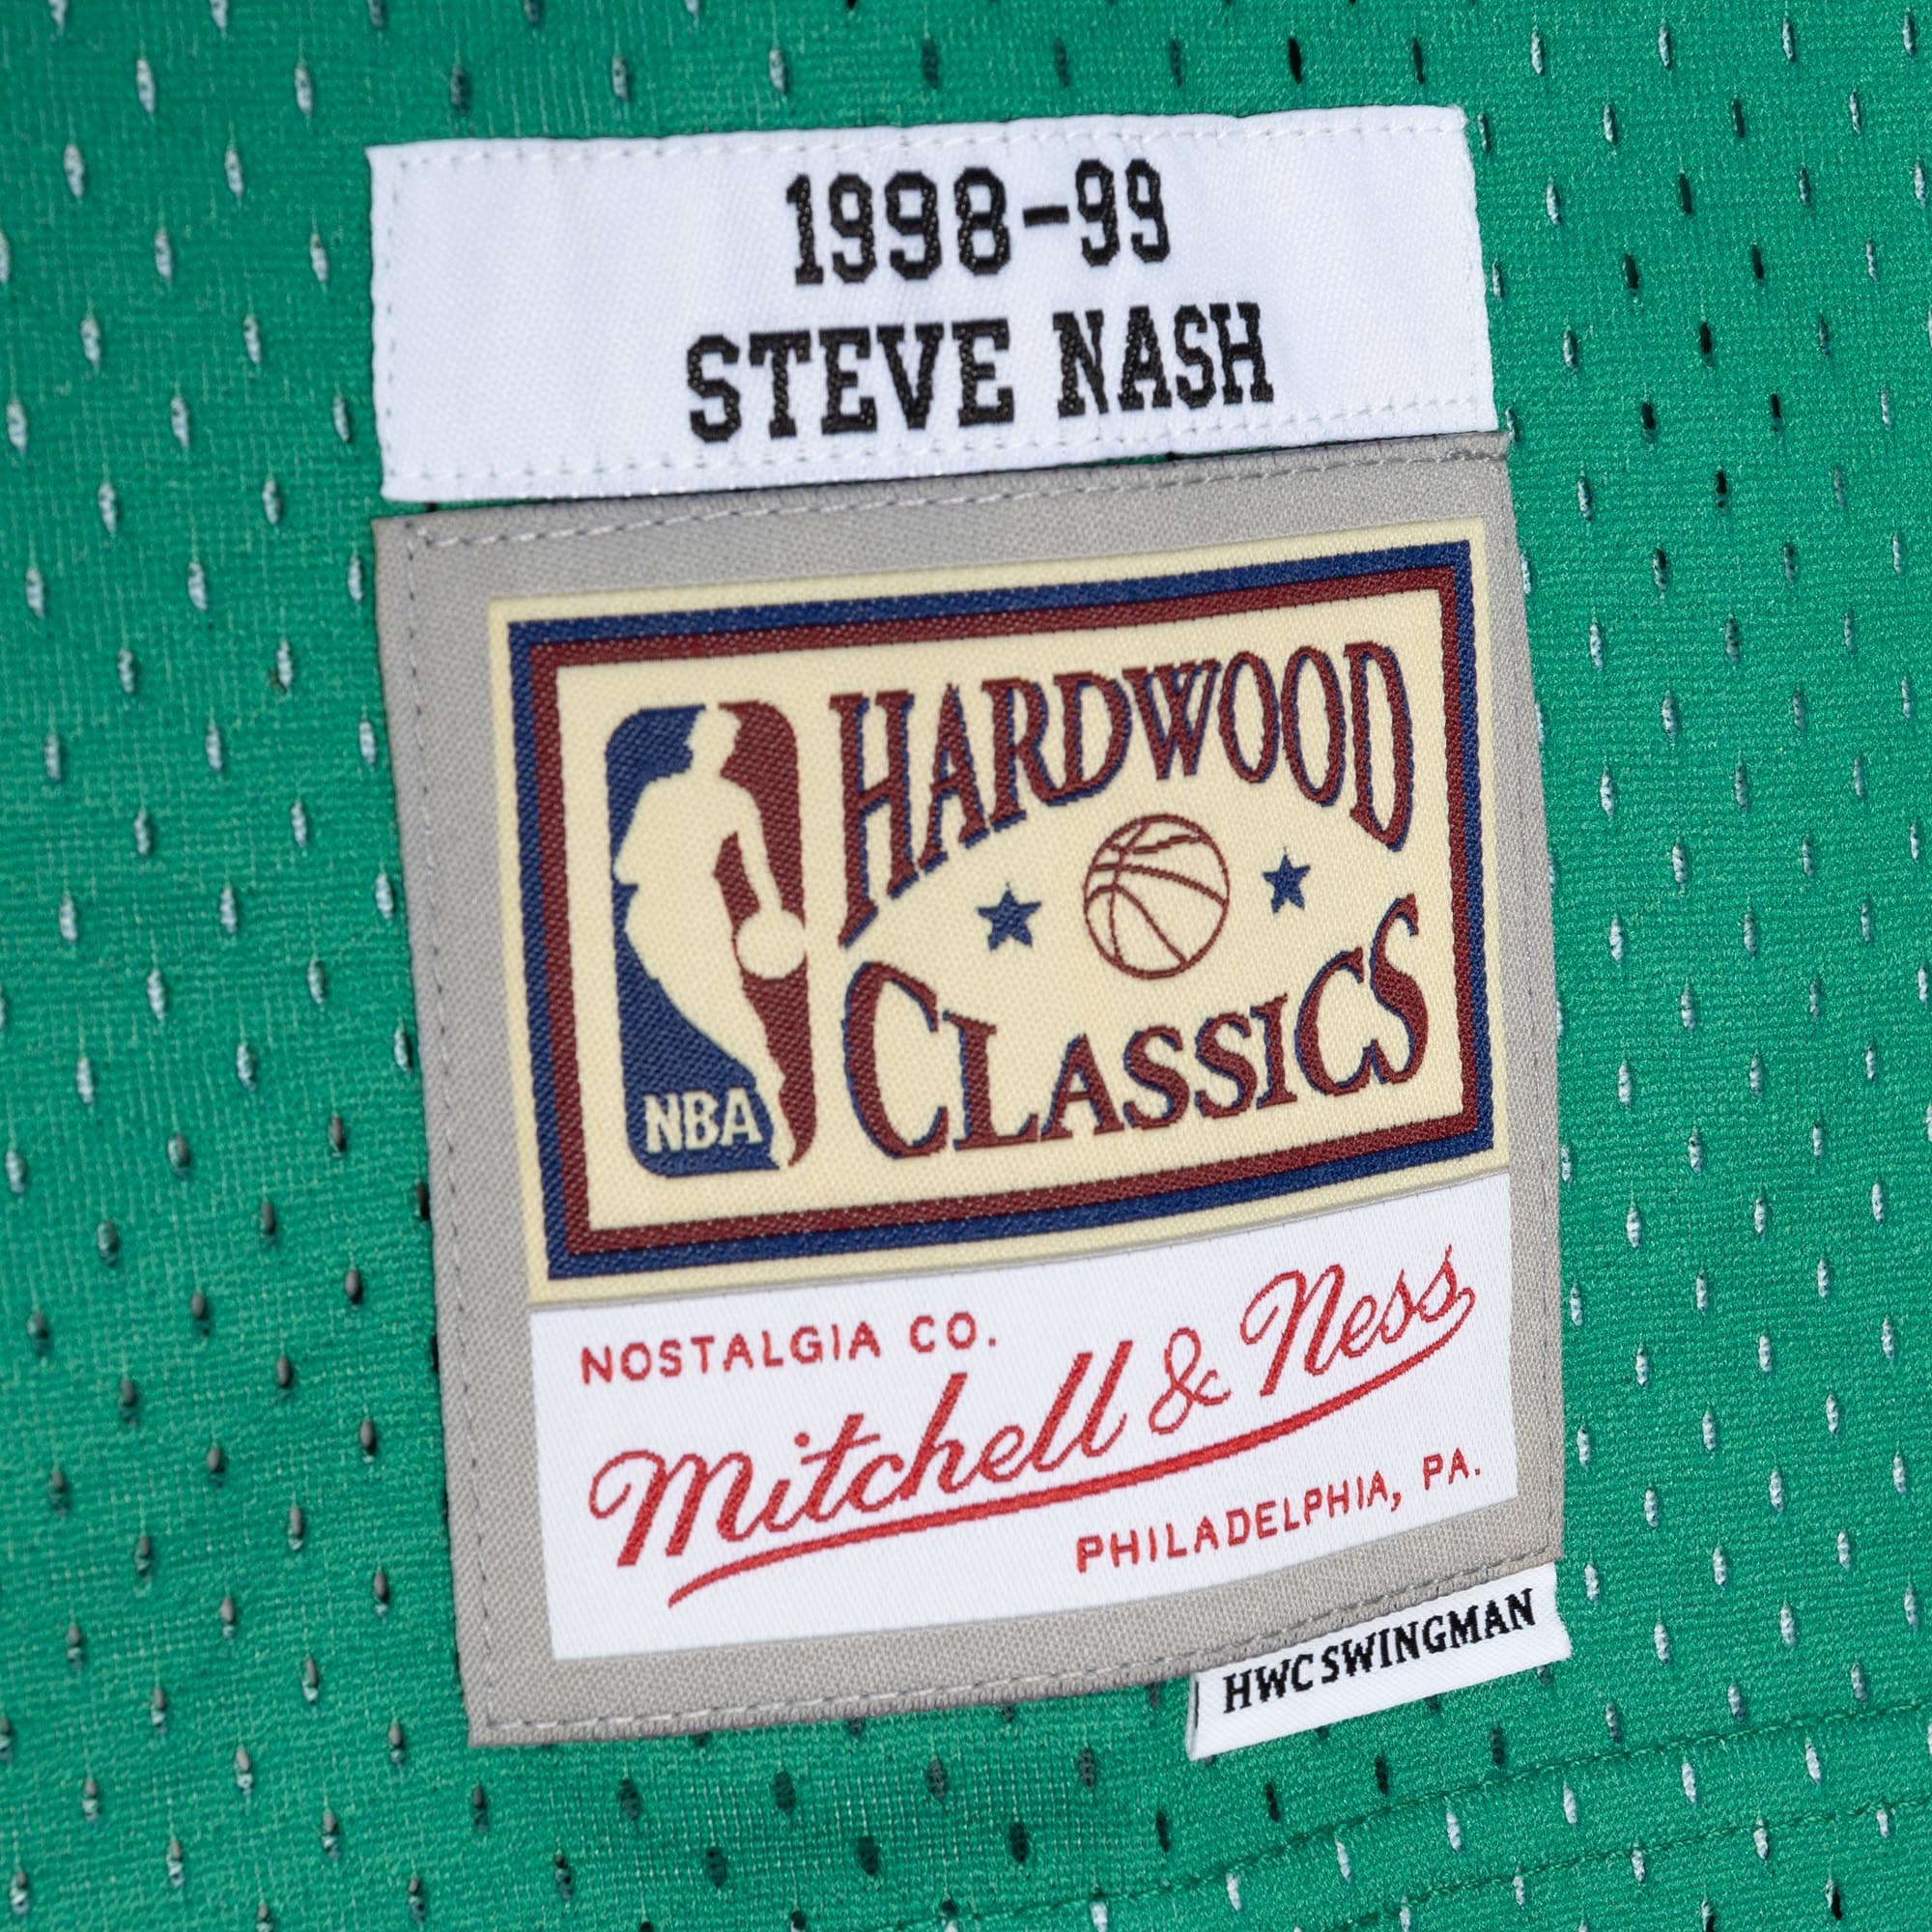 1998-99
STEVE NASH
HARDWOOD
CLASSICS
NBA
NOSTALGIA CO.
Mitchell & Ness
PHILADELPHIA, PA.
HWC SWINGMAN